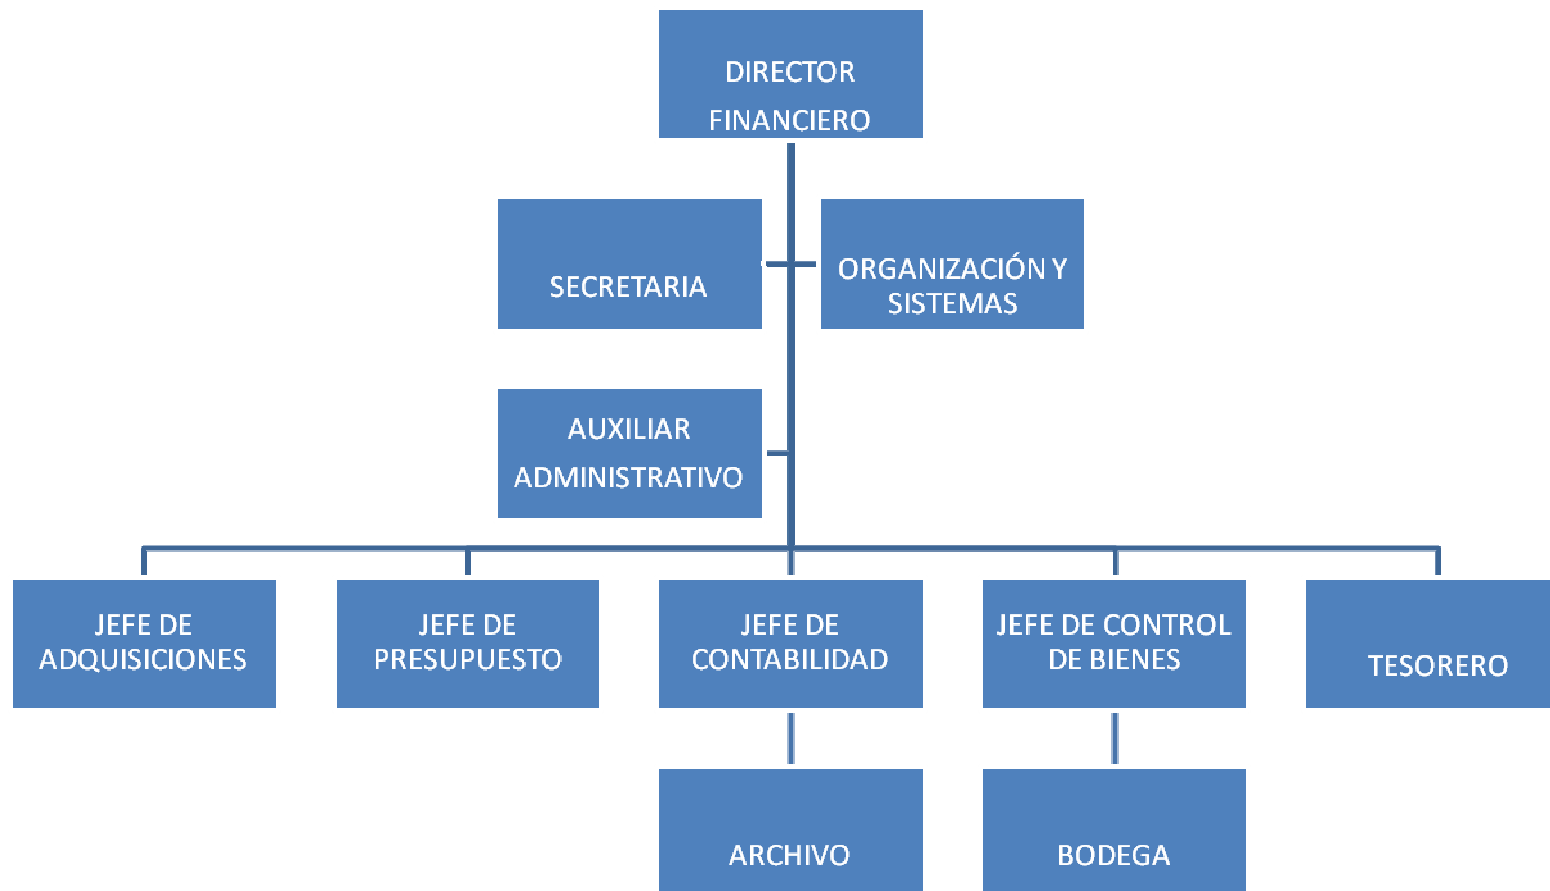 DIRECTOR
FINANCIERO
SECRETARIA
ORGANIZACIÓN Y
SISTEMAS
AUXILIAR
ADMINISTRATIVO
JEFE DE
ADQUISICIONES
JEFE DE
PRESUPUESTO
JEFE DE
CONTABILIDAD
JEFE DE CONTROL
DE BIENES
TESORERO
ARCHIVO
BODEGA